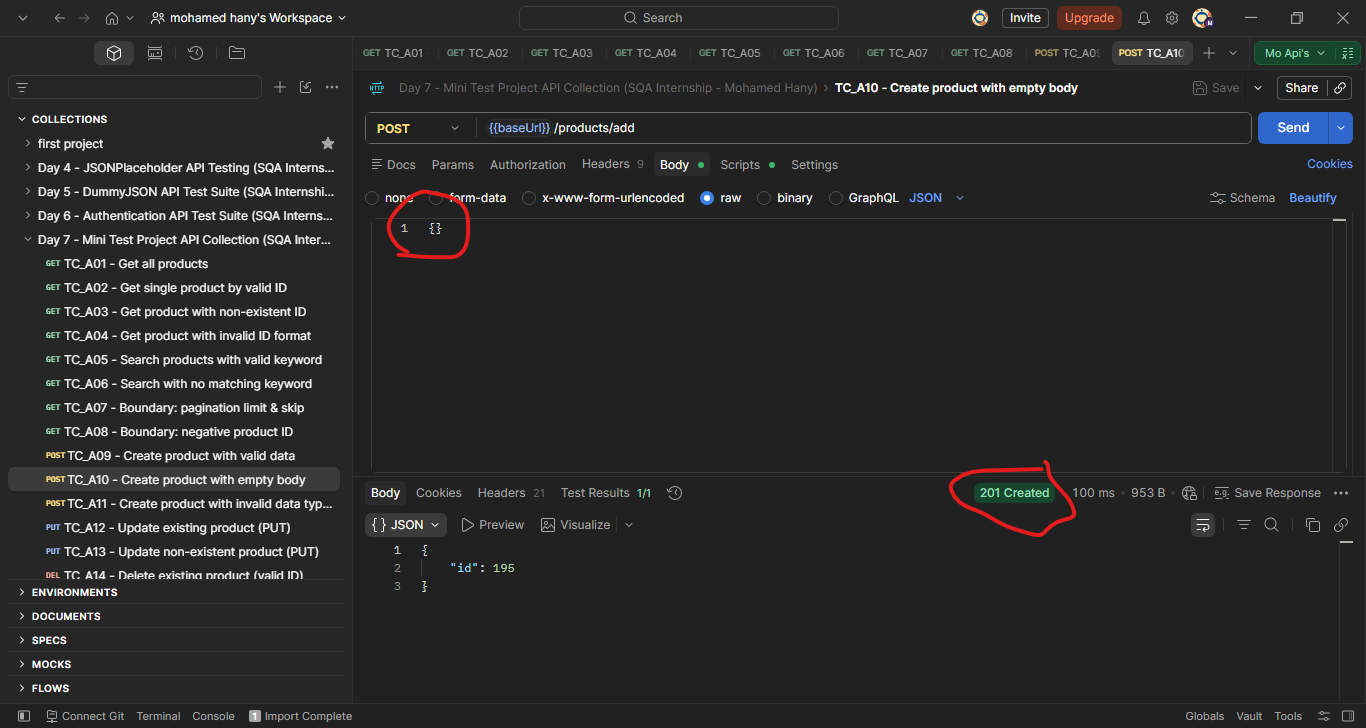 mohamed hany's Workspace
Search
Invite
Upgrade
GET TC_A01
GET TC_A02
GET TC_A03
GET TC_A04
GET TC_A05
GET TC_A06
GET TC_A07
GET TC_A08
POST TC_A09
POST TC_A10
Mo Api's
HTTP
Day 7 - Mini Test Project API Collection (SQA Internship - Mohamed Hany) > TC_A10 - Create product with empty body
Save
Share
COLLECTIONS
first project
Day 4 - JSONPlaceholder API Testing (SQA Interns...
Day 5 - DummyJSON API Test Suite (SQA Internshi...
Day 6 - Authentication API Test Suite (SQA Interns...
Day 7 - Mini Test Project API Collection (SQA Inter...
GET TC_A01 - Get all products
GET TC_A02 - Get single product by valid ID
GET TC_A03 - Get product with non-existent ID
GET TC_A04 - Get product with invalid ID format
GET TC_A05 - Search products with valid keyword
GET TC_A06 - Search with no matching keyword
GET TC_A07 - Boundary: pagination limit & skip
GET TC_A08 - Boundary: negative product ID
POST TC_A09 - Create product with valid data
POST TC_A10 - Create product with empty body
POST TC_A11 - Create product with invalid data typ...
PUT TC_A12 - Update existing product (PUT)
PUT TC_A13 - Update non-existent product (PUT)
DEL TC_A14 - Delete existing product (valid ID)
ENVIRONMENTS
DOCUMENTS
SPECS
MOCKS
FLOWS
POST
{{baseUrl}} /products/add
Send
Docs Params Authorization Headers 9 Body Scripts Settings
Cookies
none form-data x-www-form-urlencoded raw binary GraphQL JSON
Schema Beautify
1 {}
Body Cookies Headers 21 Test Results 1/1
201 Created 100 ms 953 B
e.g. Save Response
{} JSON Preview Visualize
1 {
2 "id": 195
3 }
Connect Git Terminal Console 1 Import Complete
Globals Vault Tools